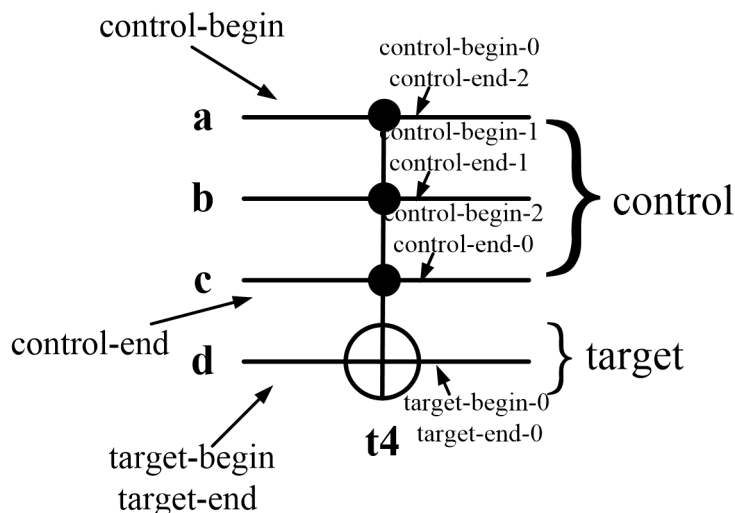 control-begin
control-begin-0
control-end-2
a
control-begin-1
control-end-1
b
control
control-begin-2
control-end-0
c
control-end
d
target
target-begin-0
target-end-0
t4
target-begin
target-end